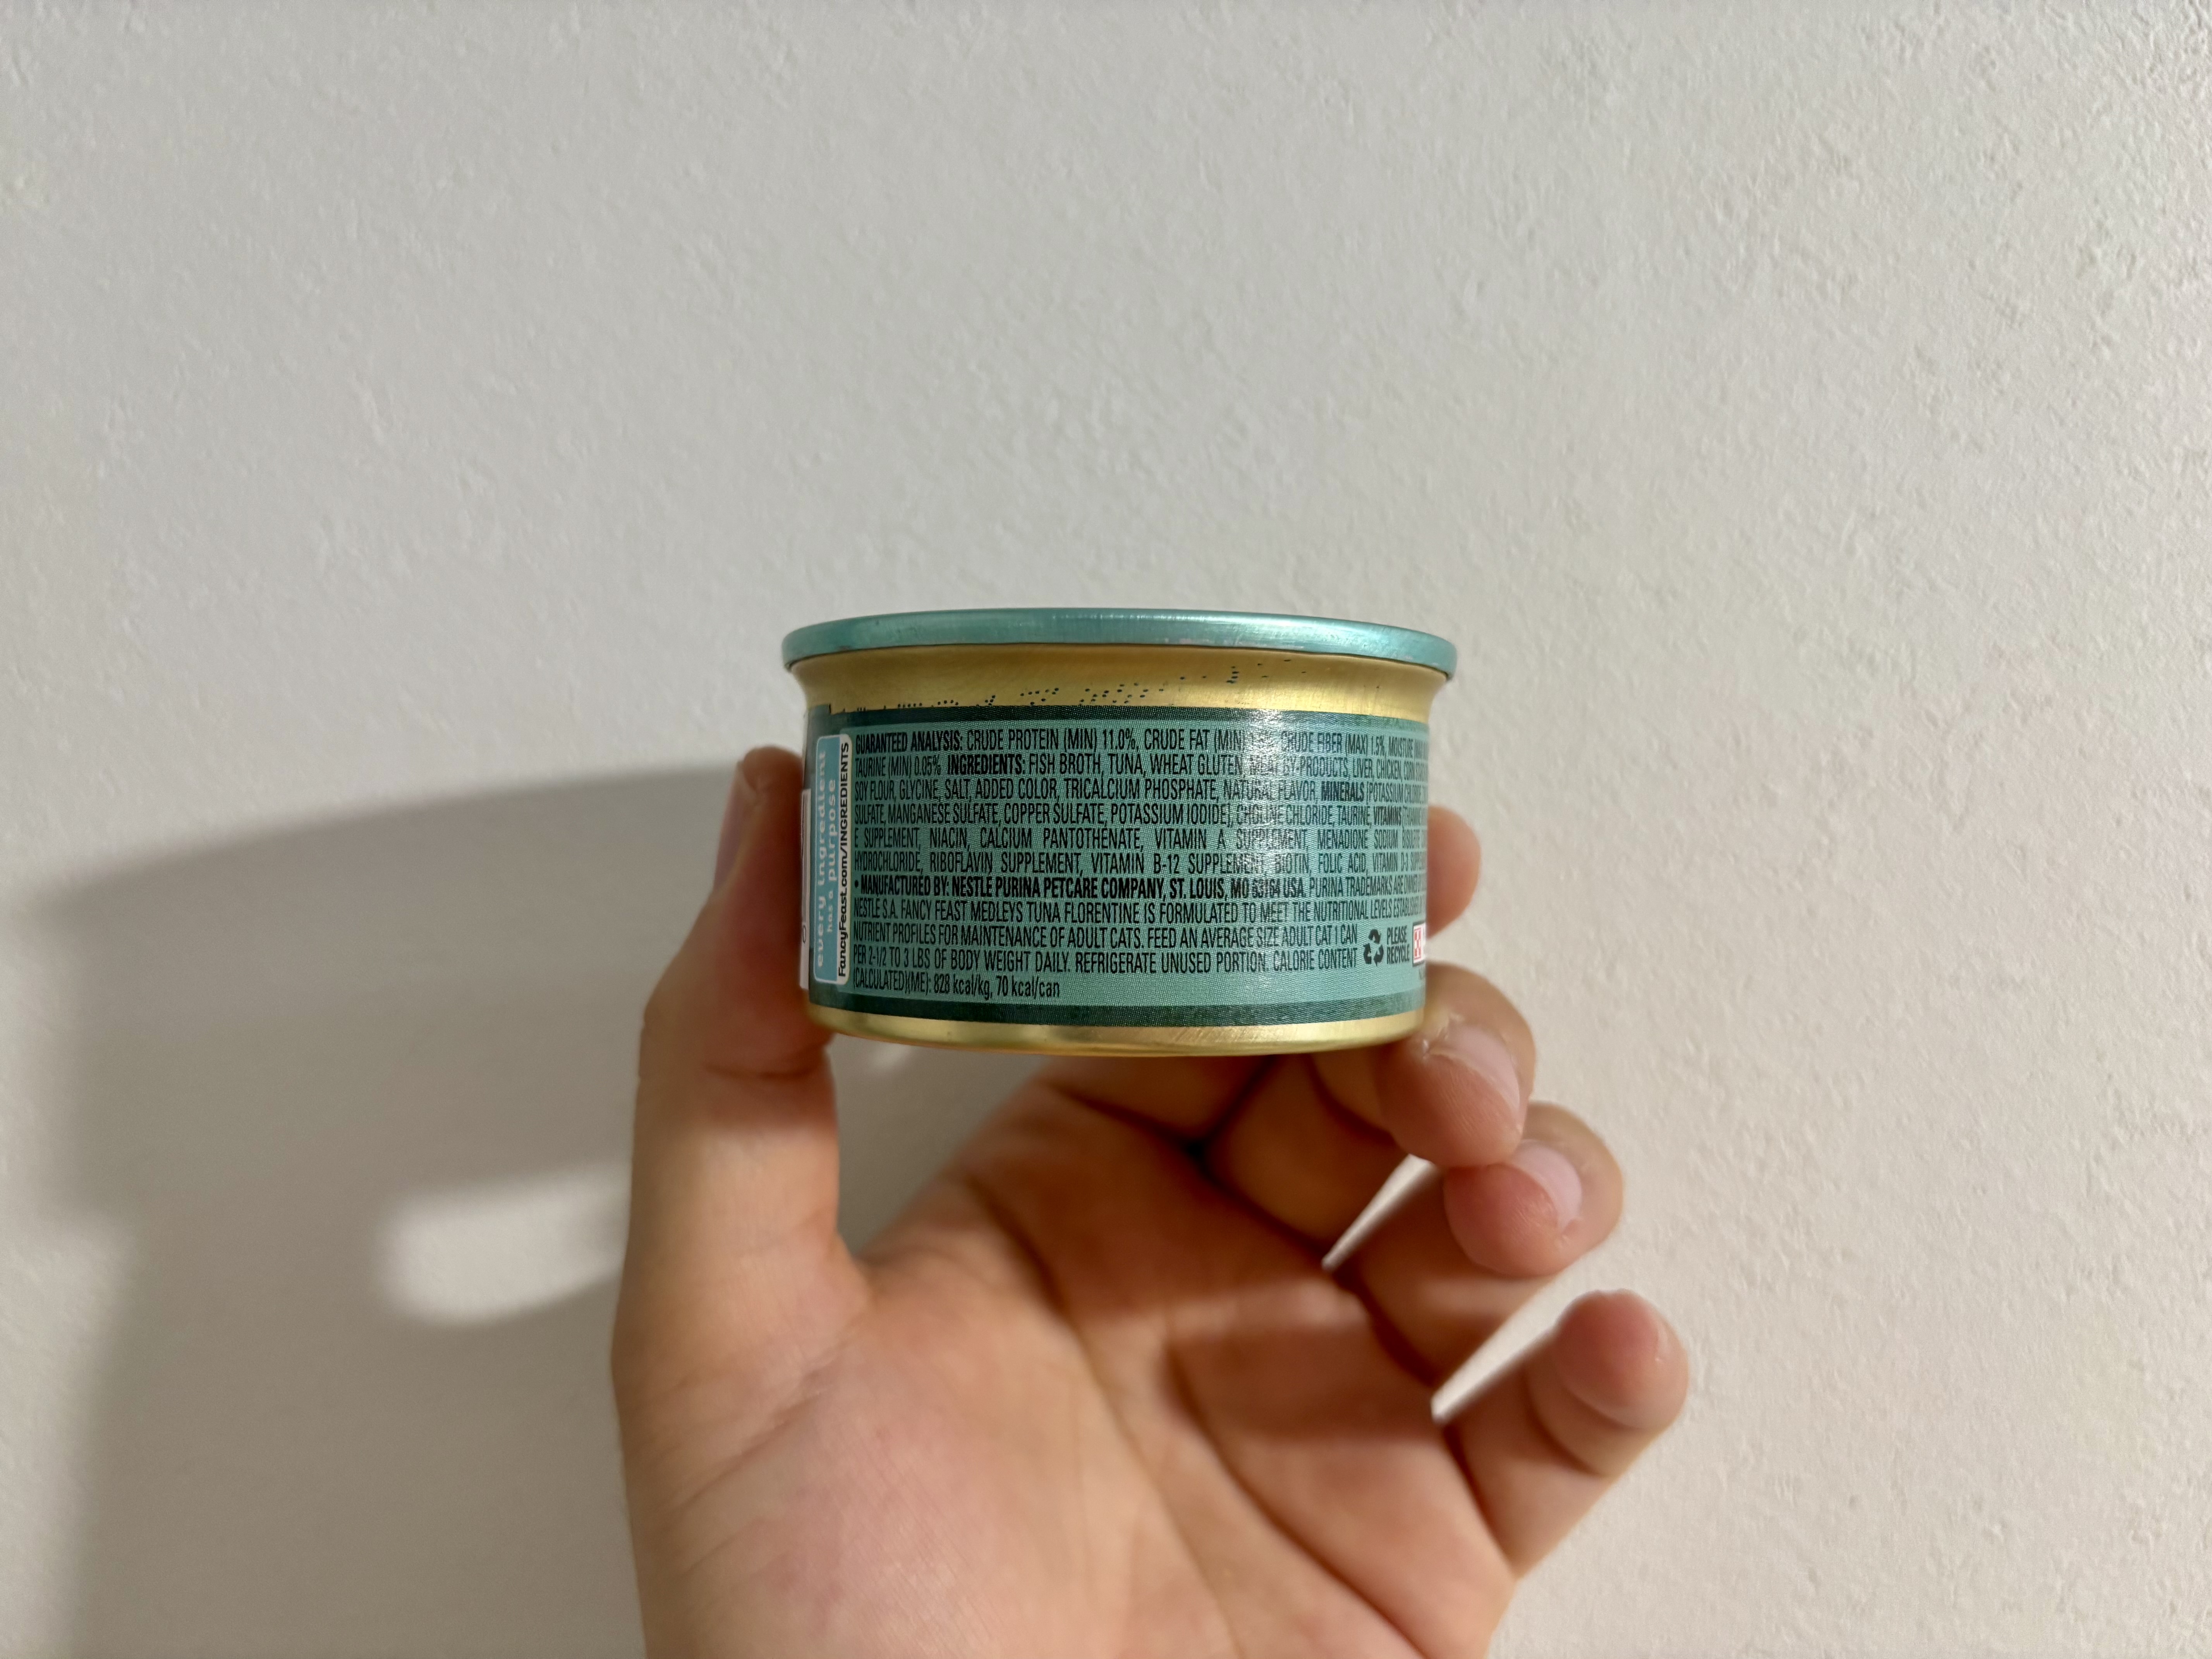 every ingredient
has a purpose
FancyFeast.com/INGREDIENTS
GUARANTEED ANALYSIS: CRUDE PROTEIN (MIN) 11.0%, CRUDE FAT (MIN) CRUDE FIBER (MAX) 1.5%, MOISTURE
TAURINE (MIN) 0.05% INGREDIENTS: FISH BROTH, TUNA, WHEAT GLUTEN, MEAT BY-PRODUCTS, LIVER, CHICKEN, CORN
SOY FLOUR, GLYCINE, SALT, ADDED COLOR, TRICALCIUM PHOSPHATE, NATURAL FLAVOR, MINERALS [POTASSIUM
SULFATE, MANGANESE SULFATE, COPPER SULFATE, POTASSIUM IODIDE], CHOLINE CHLORIDE, TAURINE, VITAMINS
E SUPPLEMENT, NIACIN, CALCIUM PANTOTHENATE, VITAMIN A SUPPLEMENT, MENADIONE SODIUM
HYDROCHLORIDE, RIBOFLAVIN SUPPLEMENT, VITAMIN B-12 SUPPLEMENT, BIOTIN, FOLIC ACID, VITAMIN D-3
• MANUFACTURED BY: NESTLE PURINA PETCARE COMPANY, ST. LOUIS, MO 63164 USA. PURINA TRADEMARKS ARE OWNED
NESTLE S.A. FANCY FEAST MEDLEYS TUNA FLORENTINE IS FORMULATED TO MEET THE NUTRITIONAL LEVELS
NUTRIENT PROFILES FOR MAINTENANCE OF ADULT CATS. FEED AN AVERAGE SIZE ADULT CAT 1 CAN
PER 2-1/2 TO 3 LBS OF BODY WEIGHT DAILY. REFRIGERATE UNUSED PORTION. CALORIE CONTENT
(CALCULATED)(ME): 828 kcal/kg, 70 kcal/can
PLEASE
RECYCLE